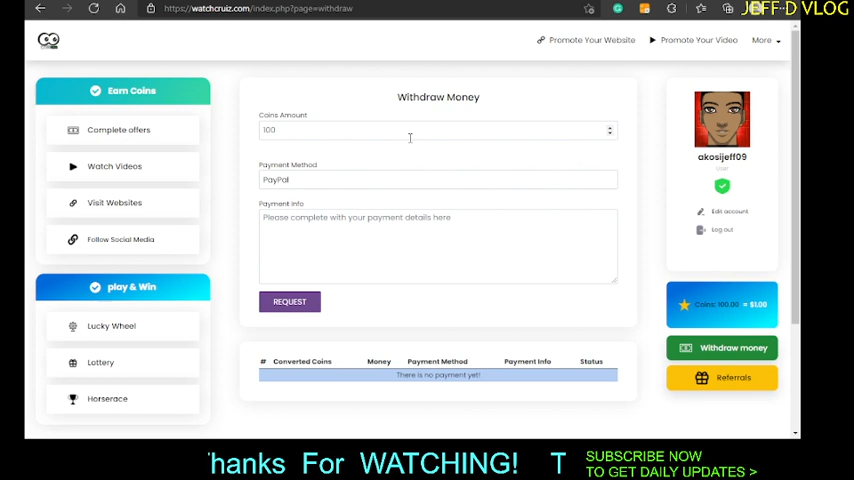 https://watchcruiz.com/index.php?page=withdraw
JEFF D VLOG
Promote Your Website
Promote Your Video
More
Earn Coins
Complete offers
Watch Videos
Visit Websites
Follow Social Media
play & Win
Lucky Wheel
Lottery
Horserace
Withdraw Money
Coins Amount
100
Payment Method
PayPal
Payment Info
Please complete with your payment details here
REQUEST
# Converted Coins Money Payment Method Payment Info Status
There is no payment yet!
akosijeff09
User
Edit account
Log out
Coins: 100.00 = $1.00
Withdraw money
Referrals
Thanks For WATCHING! T
SUBSCRIBE NOW
TO GET DAILY UPDATES >